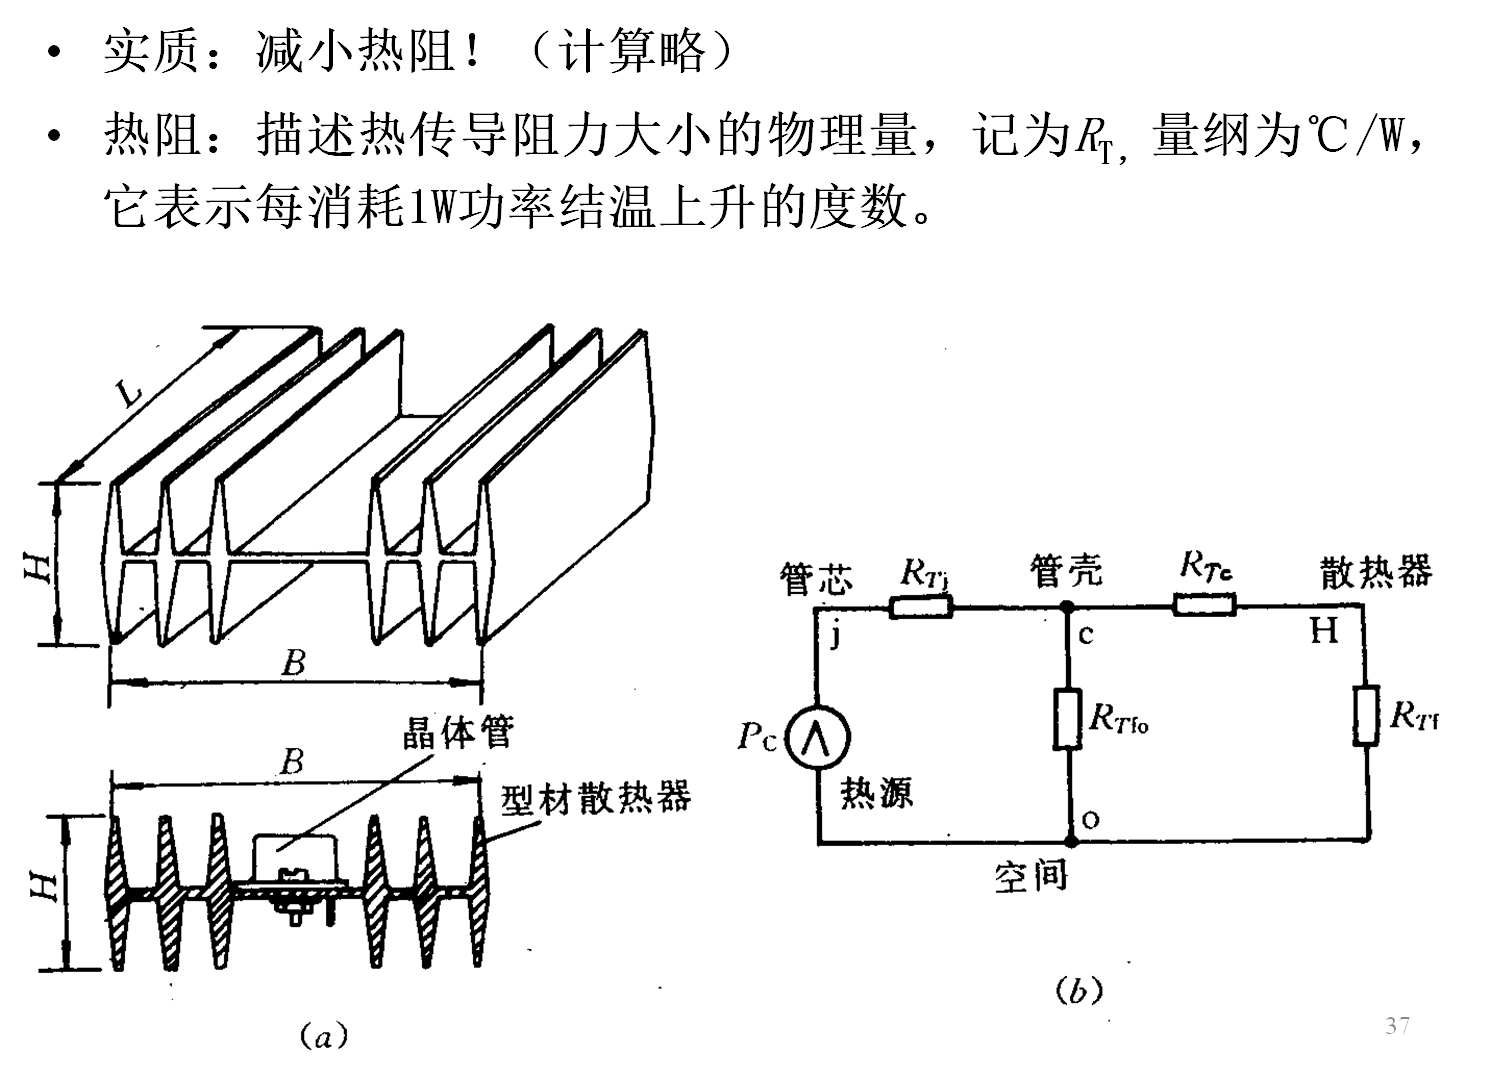 • 实质：减小热阻！（计算略）
• 热阻：描述热传导阻力大小的物理量，记为RT，量纲为℃/W，
它表示每消耗1W功率结温上升的度数。
L
H
B
晶体管
B
型材散热器
H
(a)
管芯 RTj 管壳 RTc 散热器
j c H
PC RTfo RTf
热源
o
空间
(b)
37